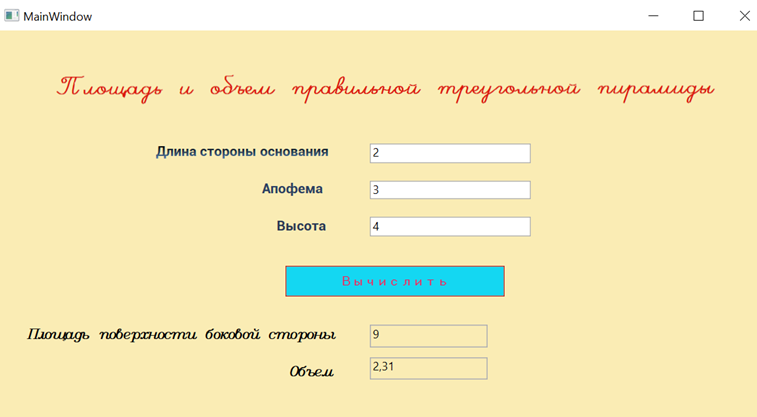 MainWindow
Площадь и объем правильной треугольной пирамиды
Длина стороны основания 2
Апофема 3
Высота 4
Вычислить
Площадь поверхности боковой стороны 9
Объем 2,31